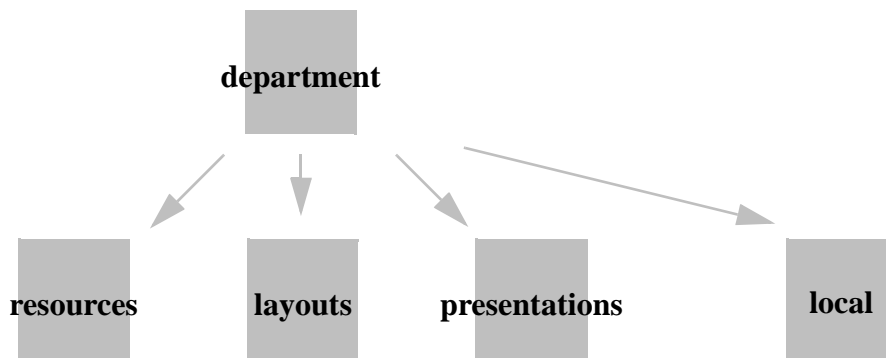 department
resources
layouts
presentations
local